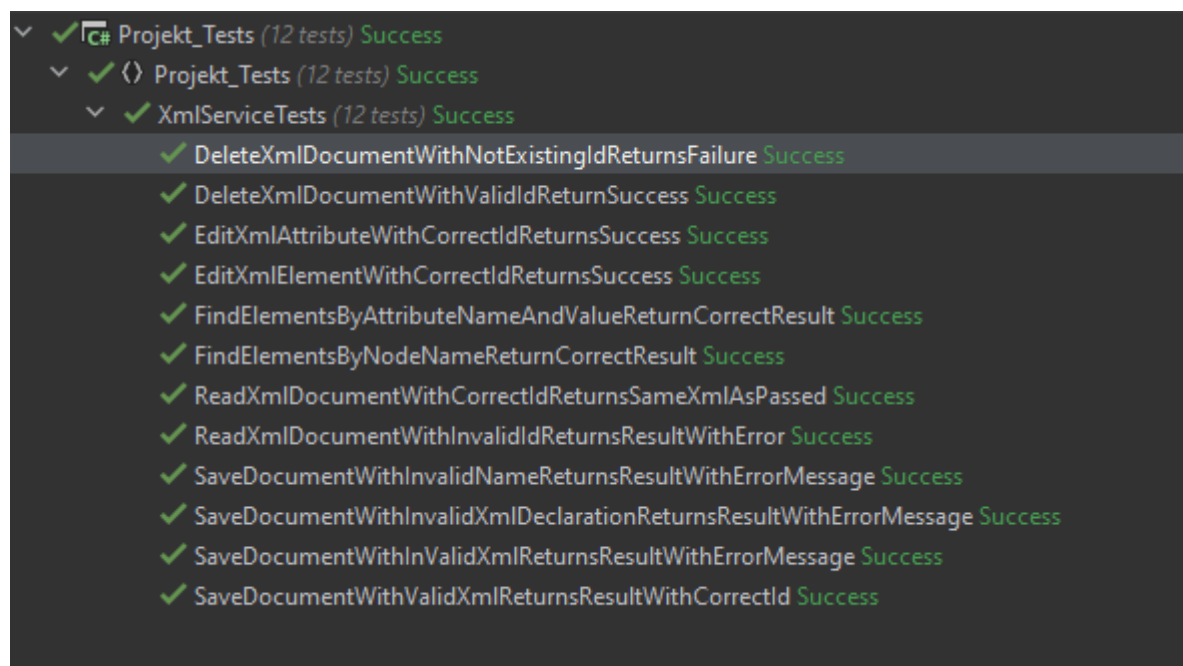 C# Projekt_Tests (12 tests) Success
Projekt_Tests (12 tests) Success
XmlServiceTests (12 tests) Success
DeleteXmlDocumentWithNotExistingIdReturnsFailure Success
DeleteXmlDocumentWithValidIdReturnSuccess Success
EditXmlAttributeWithCorrectIdReturnsSuccess Success
EditXmlElementWithCorrectIdReturnsSuccess Success
FindElementsByAttributeNameAndValueReturnCorrectResult Success
FindElementsByNodeNameReturnCorrectResult Success
ReadXmlDocumentWithCorrectIdReturnsSameXmlAsPassed Success
ReadXmlDocumentWithInvalidIdReturnsResultWithError Success
SaveDocumentWithInvalidNameReturnsResultWithErrorMessage Success
SaveDocumentWithInvalidXmlDeclarationReturnsResultWithErrorMessage Success
SaveDocumentWithInValidXmlReturnsResultWithErrorMessage Success
SaveDocumentWithValidXmlReturnsResultWithCorrectId Success